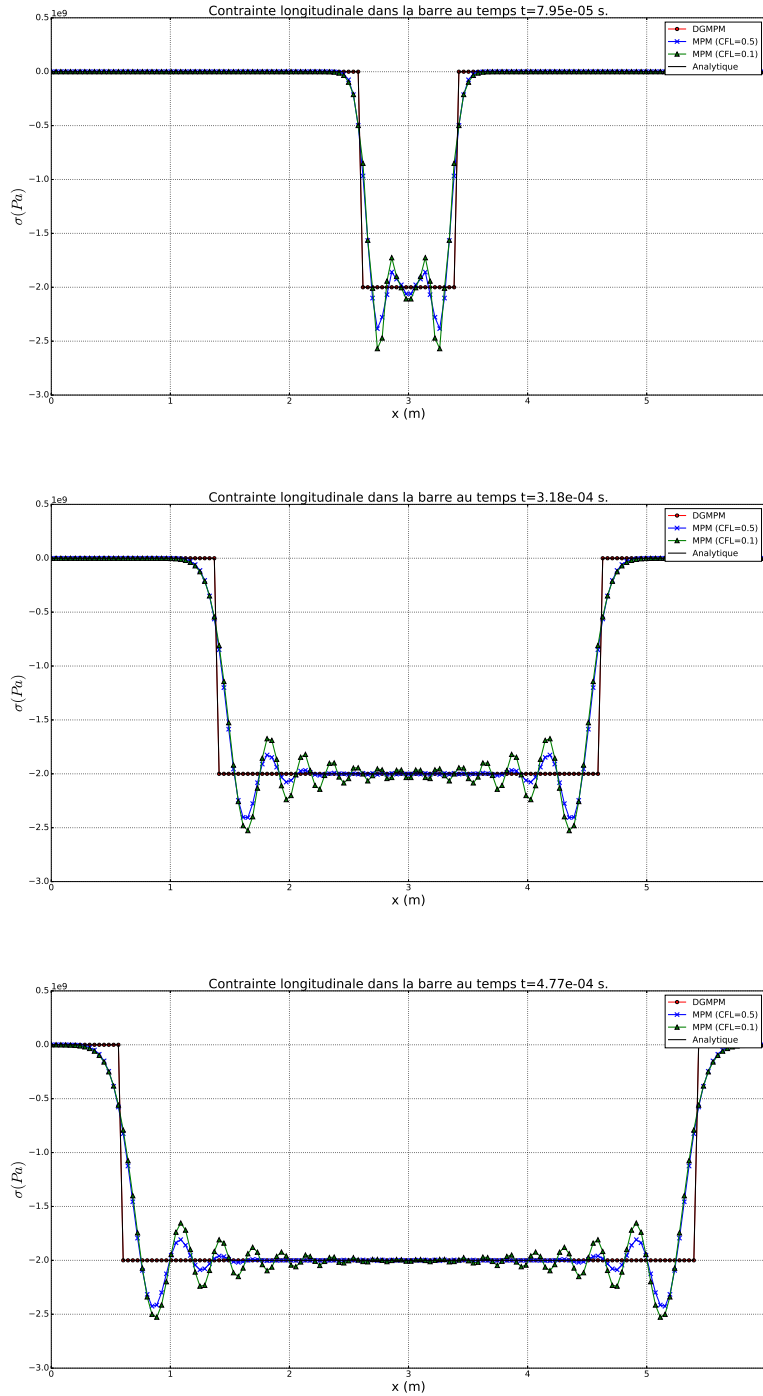 Contrainte longitudinale dans la barre au temps t=7.95e-05 s.
1e9
0.5
0.0
−0.5
−1.0
−1.5
−2.0
−2.5
−3.0
σ(Pa)
0 1 2 3 4 5
x (m)
DGMPM
MPM (CFL=0.5)
MPM (CFL=0.1)
Analytique
Contrainte longitudinale dans la barre au temps t=3.18e-04 s.
1e9
0.5
0.0
−0.5
−1.0
−1.5
−2.0
−2.5
−3.0
σ(Pa)
0 1 2 3 4 5
x (m)
DGMPM
MPM (CFL=0.5)
MPM (CFL=0.1)
Analytique
Contrainte longitudinale dans la barre au temps t=4.77e-04 s.
1e9
0.5
0.0
−0.5
−1.0
−1.5
−2.0
−2.5
−3.0
σ(Pa)
0 1 2 3 4 5
x (m)
DGMPM
MPM (CFL=0.5)
MPM (CFL=0.1)
Analytique